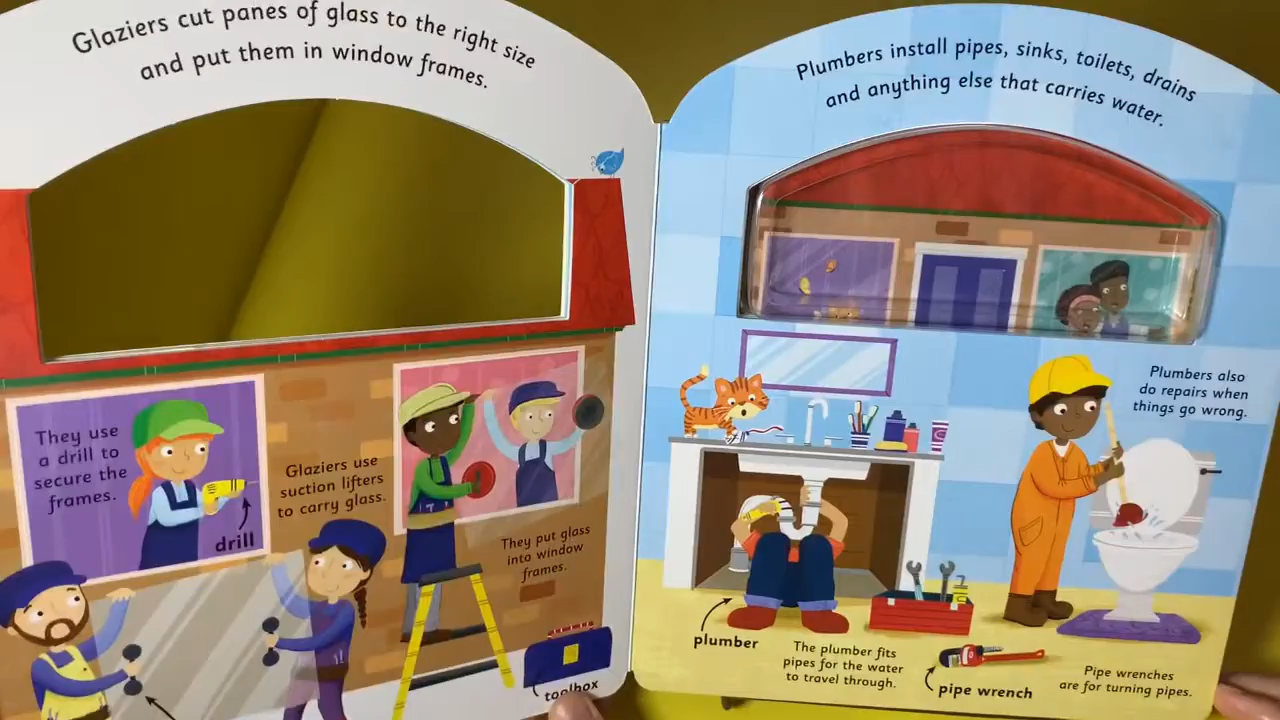 Glaziers cut panes of glass to the right size
and put them in window frames.
They use
a drill to
secure the
frames.
drill
Glaziers use
suction lifters
to carry glass.
They put glass
into window
frames.
toolbox
Plumbers install pipes, sinks, toilets, drains
and anything else that carries water.
Plumbers also
do repairs when
things go wrong.
plumber
The plumber fits
pipes for the water
to travel through.
pipe wrench
Pipe wrenches
are for turning pipes.